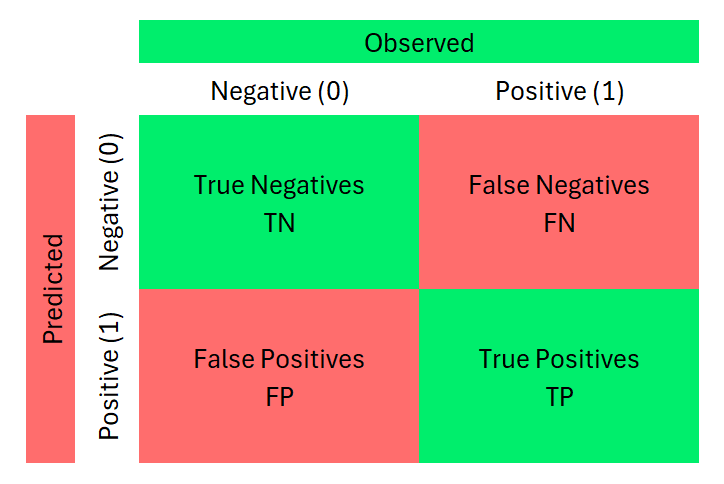 Observed
Negative (0)
Positive (1)
Predicted
Negative (0)
True Negatives
TN
False Negatives
FN
Positive (1)
False Positives
FP
True Positives
TP